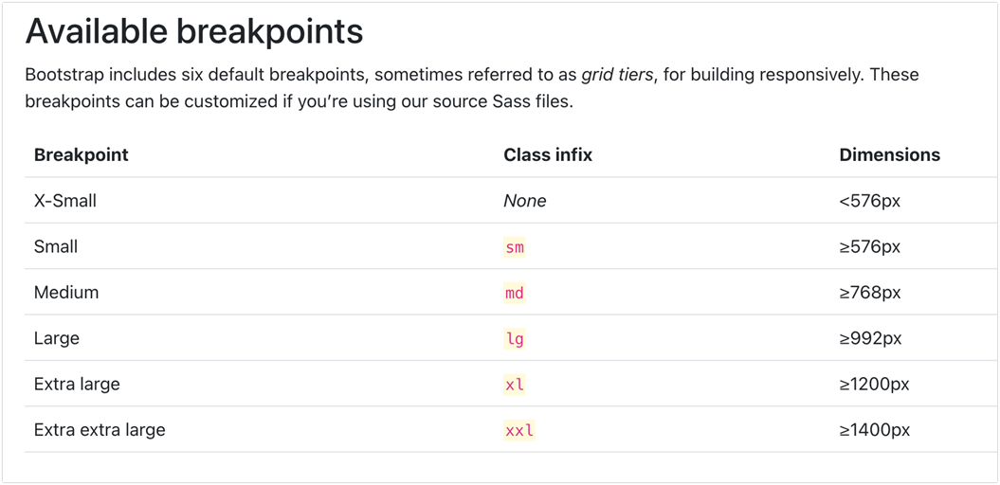 Available breakpoints
Bootstrap includes six default breakpoints, sometimes referred to as grid tiers, for building responsively. These
breakpoints can be customized if you’re using our source Sass files.
Breakpoint Class infix Dimensions
X-Small None <576px
Small sm ≥576px
Medium md ≥768px
Large lg ≥992px
Extra large xl ≥1200px
Extra extra large xxl ≥1400px